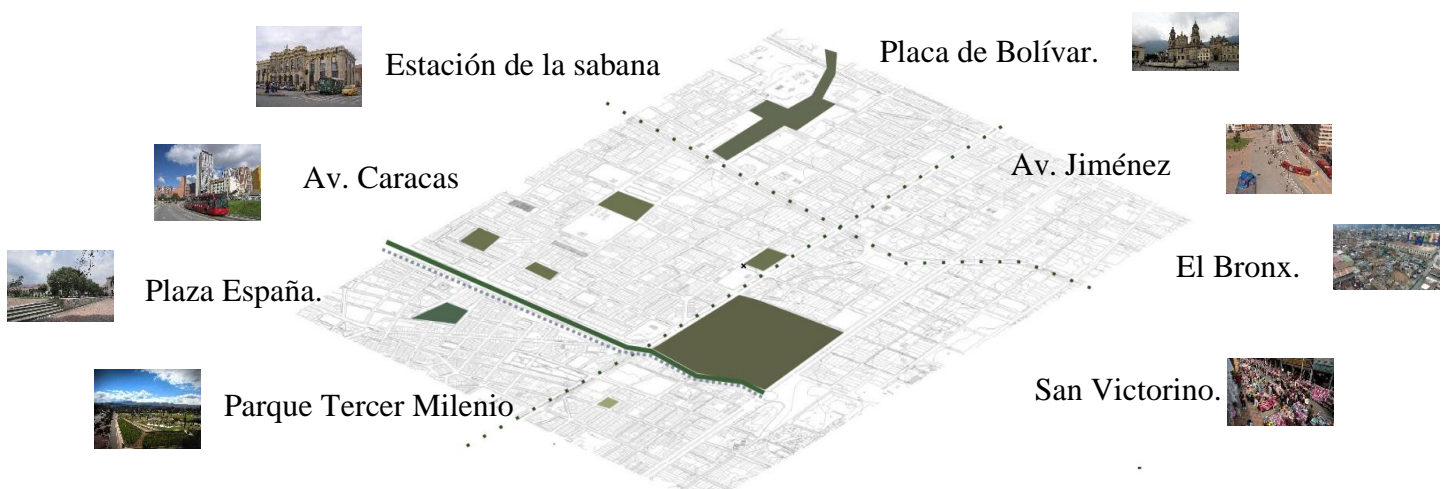 Estación de la sabana
Placa de Bolívar.
Av. Caracas
Av. Jiménez
Plaza España.
El Bronx.
Parque Tercer Milenio
San Victorino.